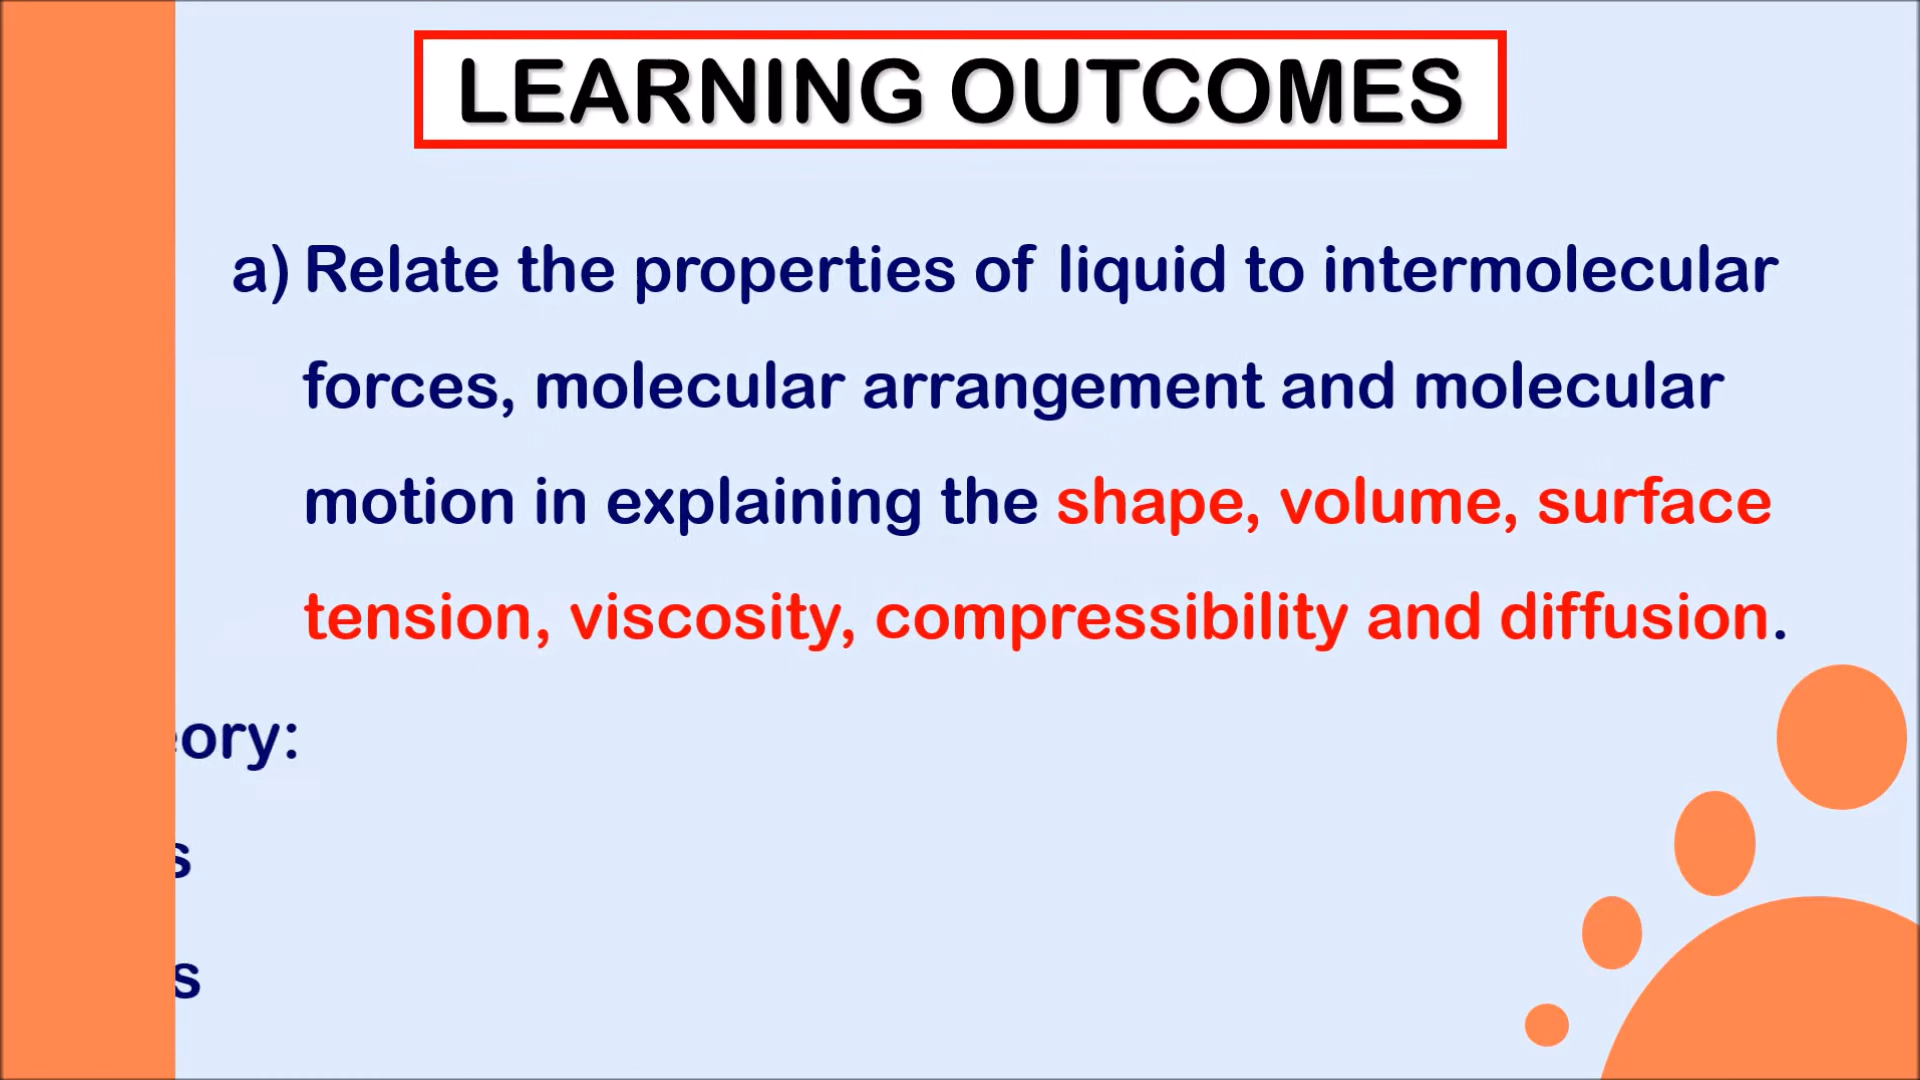 LEARNING OUTCOMES
a) Relate the properties of liquid to intermolecular
forces, molecular arrangement and molecular
motion in explaining the shape, volume, surface
tension, viscosity, compressibility and diffusion.